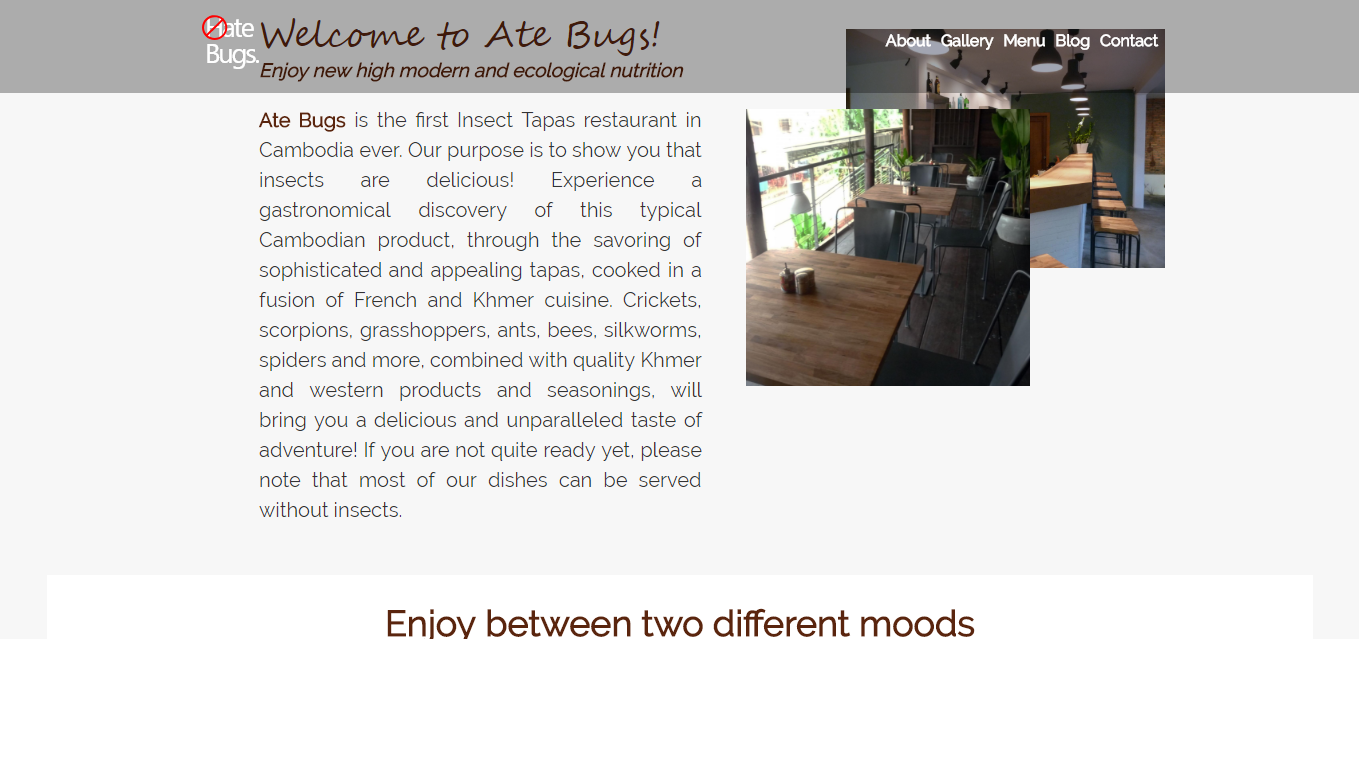 Hate
Bugs.
Welcome to Ate Bugs!
Enjoy new high modern and ecological nutrition
About Gallery Menu Blog Contact
Ate Bugs is the first Insect Tapas restaurant in
Cambodia ever. Our purpose is to show you that
insects are delicious! Experience a
gastronomical discovery of this typical
Cambodian product, through the savoring of
sophisticated and appealing tapas, cooked in a
fusion of French and Khmer cuisine. Crickets,
scorpions, grasshoppers, ants, bees, silkworms,
spiders and more, combined with quality Khmer
and western products and seasonings, will
bring you a delicious and unparalleled taste of
adventure! If you are not quite ready yet, please
note that most of our dishes can be served
without insects.
Enjoy between two different moods